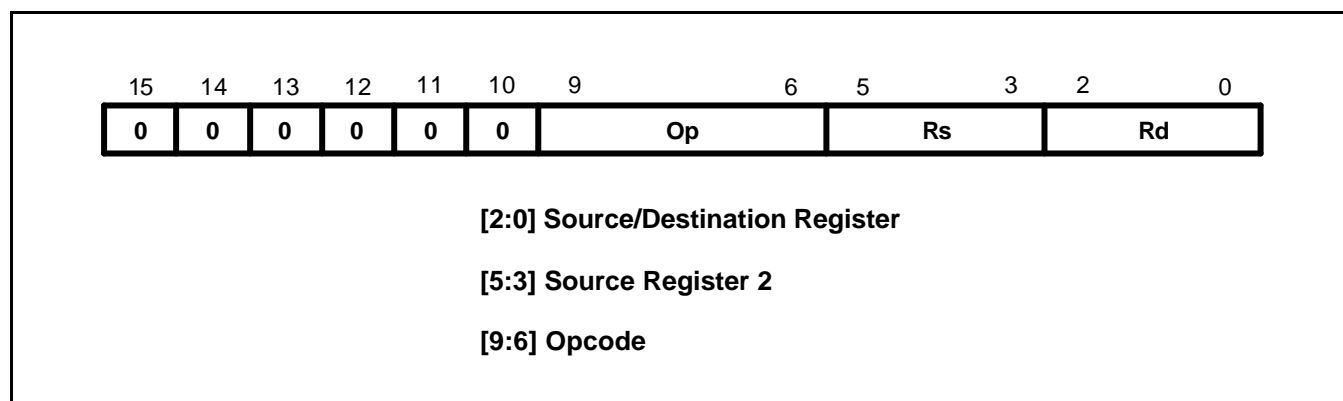 15 14 13 12 11 10 9 6 5 3 2 0
0 0 0 0 0 0 Op Rs Rd
[2:0] Source/Destination Register
[5:3] Source Register 2
[9:6] Opcode